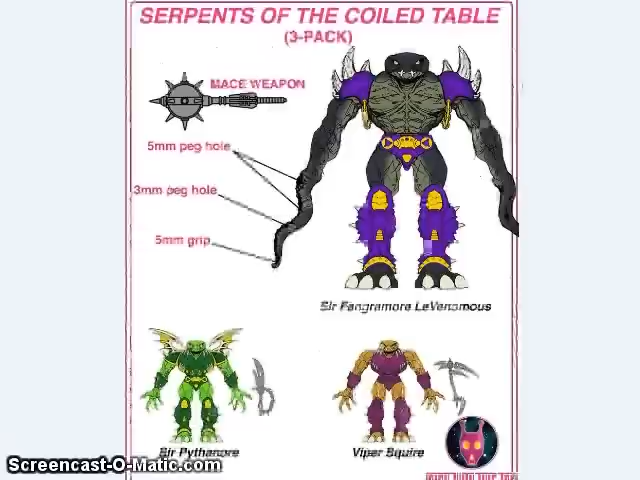 SERPENTS OF THE COILED TABLE
(3-PACK)
MACE WEAPON
5mm peg hole
3mm peg hole
5mm grip
Sir Fangramore LeVenomous
Sir Pythanore
Viper Squire
Screencast-O-Matic.com